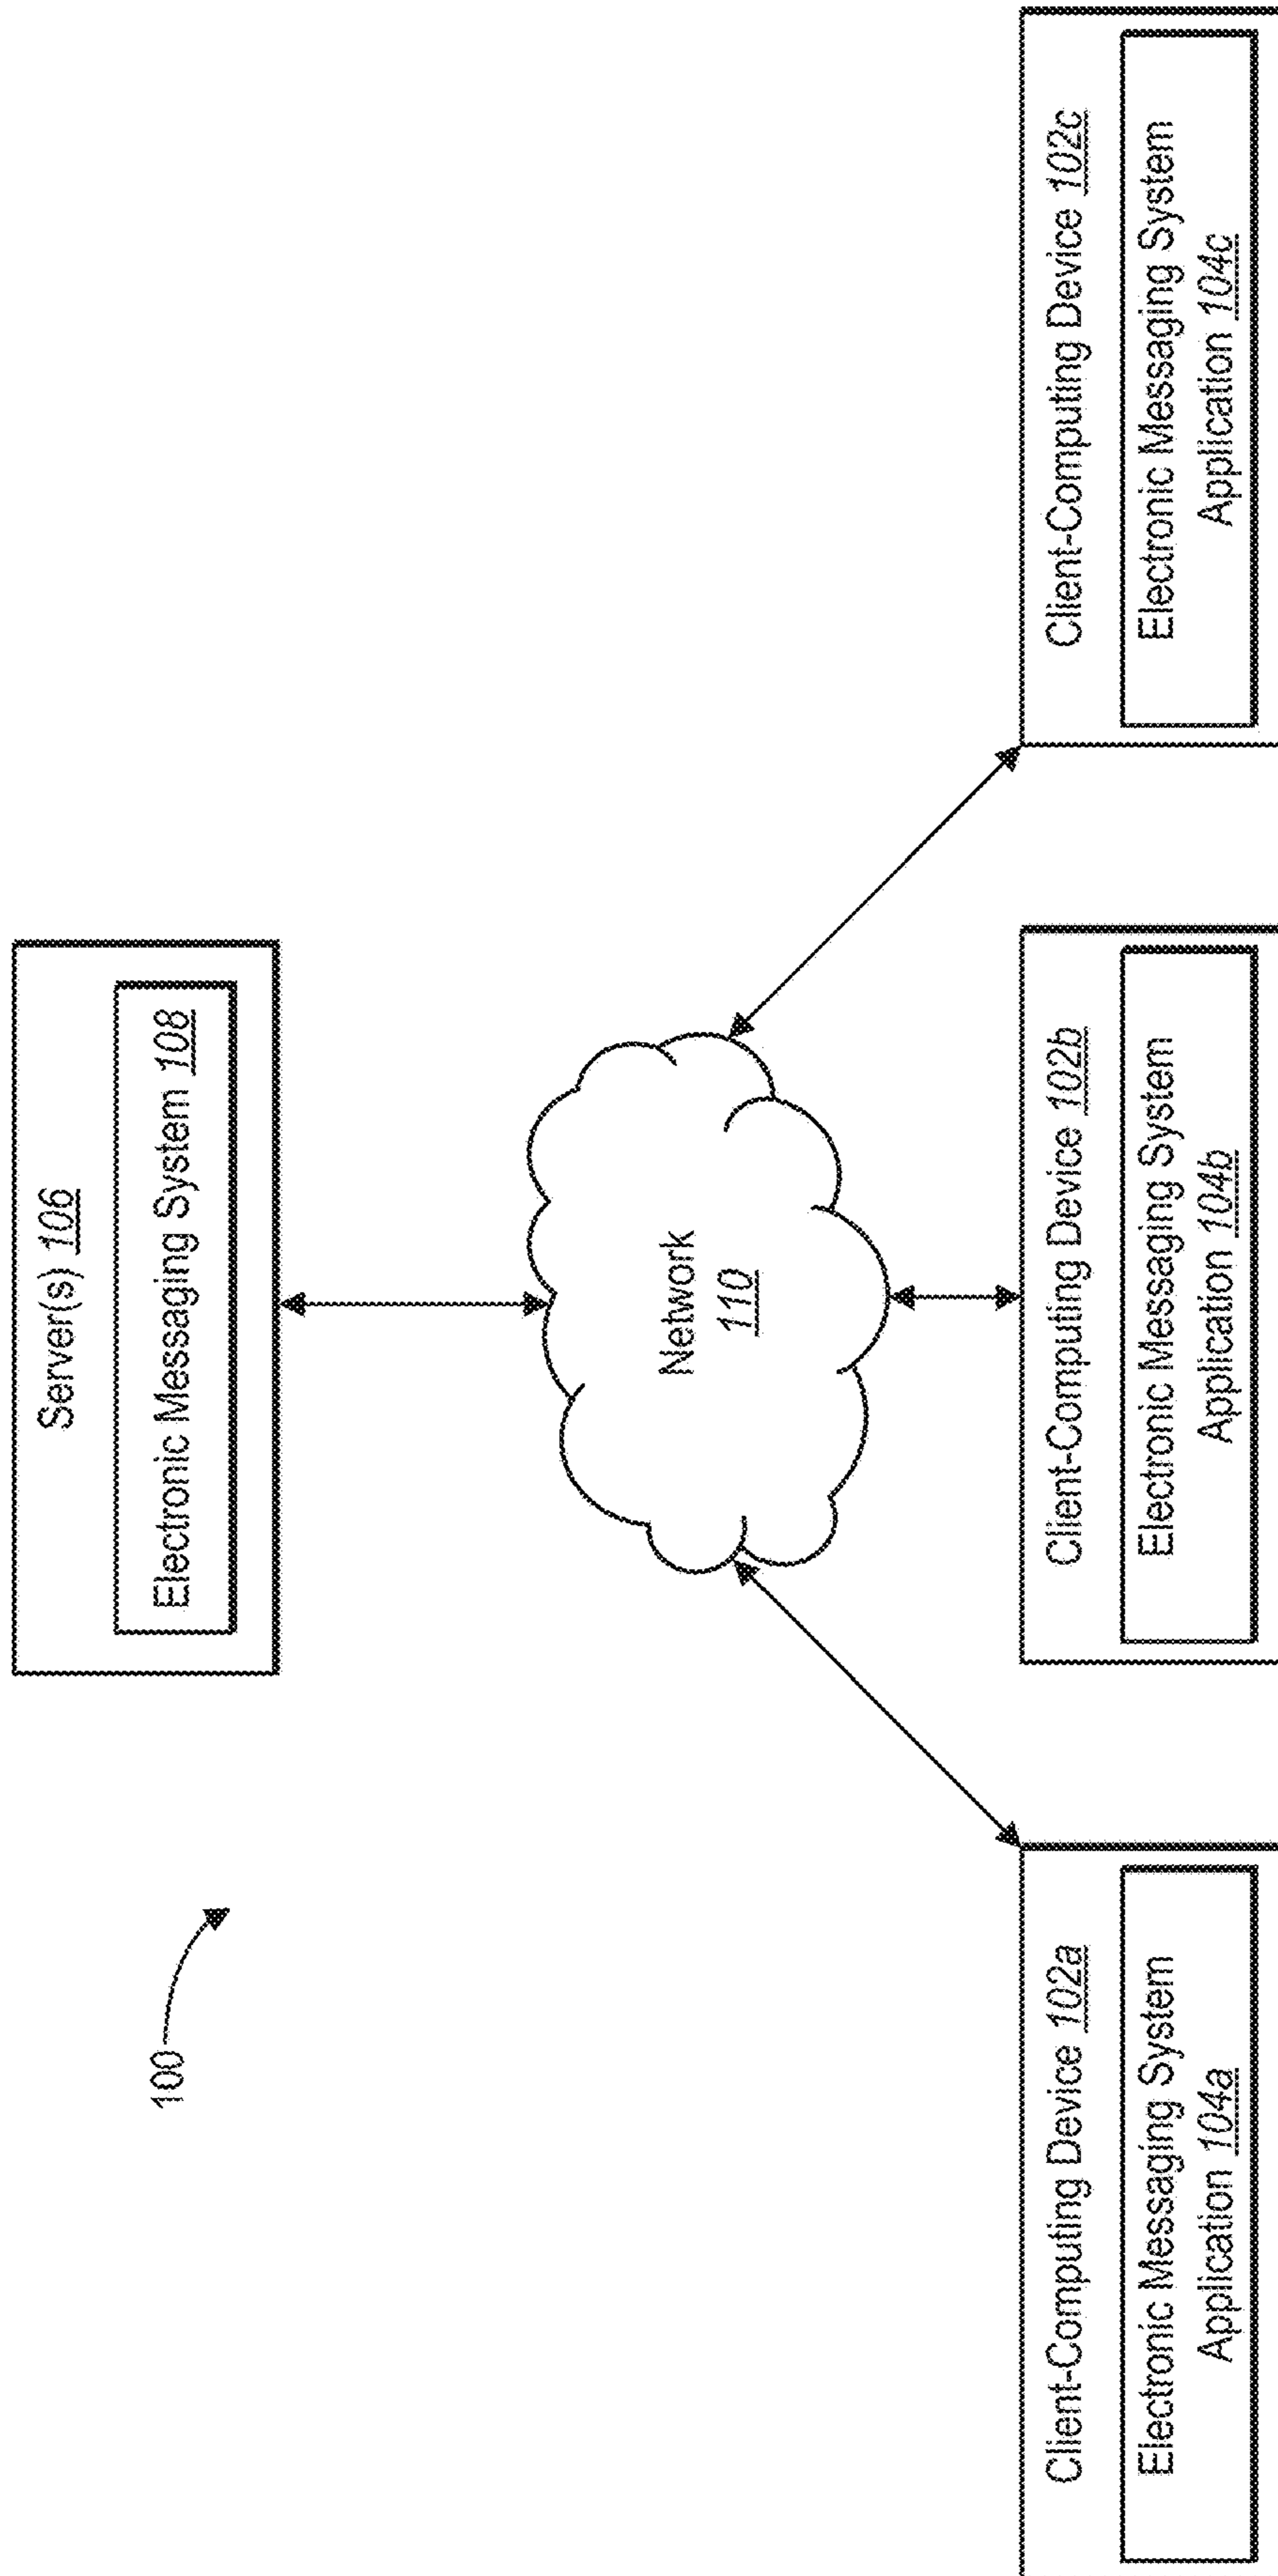 100
Server(s) 106
Electronic Messaging System 108
Network
110
Client-Computing Device 102a
Electronic Messaging System
Application 104a
Client-Computing Device 102b
Electronic Messaging System
Application 104b
Client-Computing Device 102c
Electronic Messaging System
Application 104c